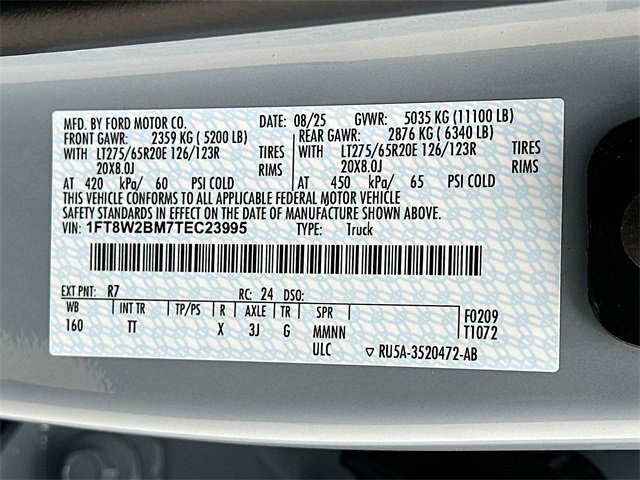 MFD. BY FORD MOTOR CO. DATE: 08/25 GVWR: 5035 KG (11100 LB)
FRONT GAWR: 2359 KG ( 5200 LB) REAR GAWR: 2876 KG ( 6340 LB)
WITH LT275/65R20E 126/123R TIRES WITH LT275/65R20E 126/123R TIRES
20X8.0J RIMS 20X8.0J RIMS
AT 420 kPa/ 60 PSI COLD AT 450 kPa/ 65 PSI COLD
THIS VEHICLE CONFORMS TO ALL APPLICABLE FEDERAL MOTOR VEHICLE
SAFETY STANDARDS IN EFFECT ON THE DATE OF MANUFACTURE SHOWN ABOVE.
VIN: 1FT8W2BM7TEC23995 TYPE: Truck
EXT PNT: R7 RC: 24 DSO:
WB INT TR TP/PS R AXLE TR SPR F0209
160 TT X 3J G MMNN T1072
ULC RU5A-3520472-AB